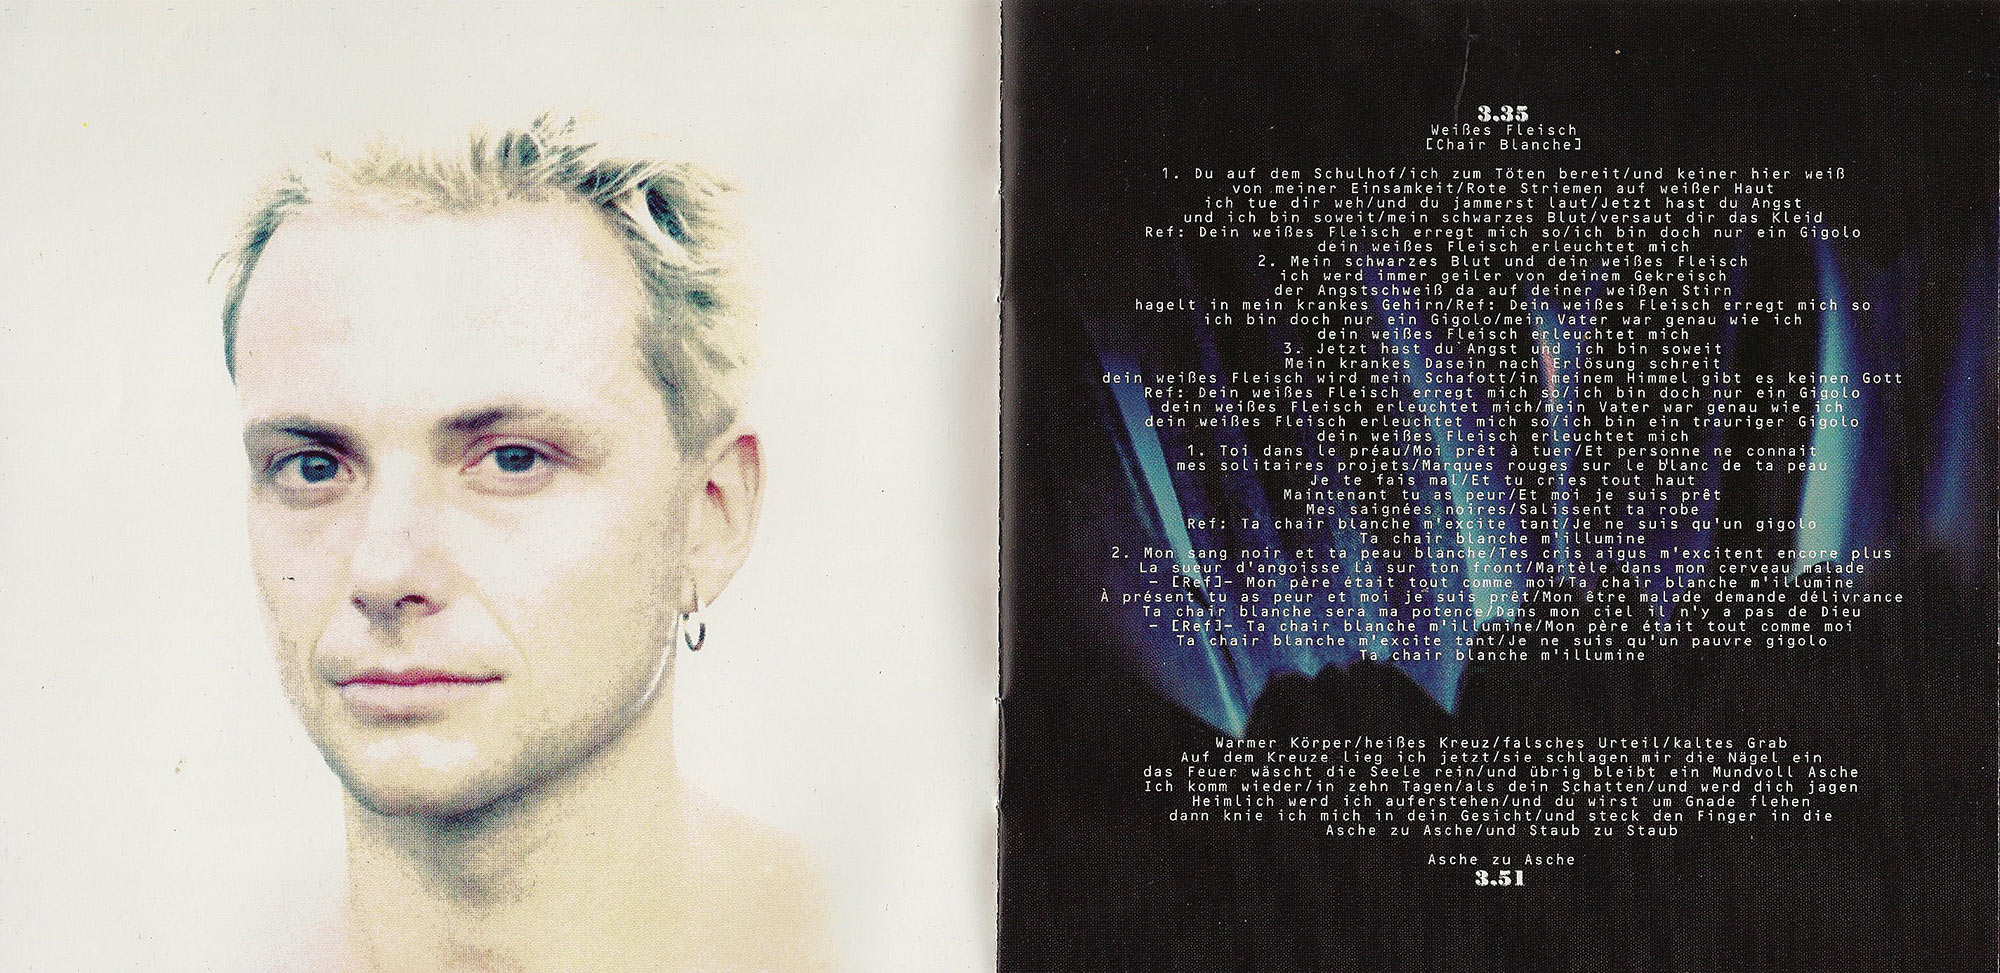 3.35
Weißes Fleisch
[Chair Blanche]
1. Du auf dem Schulhof/ich zum Töten bereit/und keiner hier weiß
von meiner Einsamkeit/Rote Striemen auf weißer Haut
ich tue dir weh/und du jammerst laut/Jetzt hast du Angst
und ich bin soweit/mein schwarzes Blut/versaut dir das Kleid
Ref: Dein weißes Fleisch erregt mich so/ich bin doch nur ein Gigolo
dein weißes Fleisch erleuchtet mich
2. Mein schwarzes Blut und dein weißes Fleisch
ich werd immer geiler von deinem Gekreisch
der Angstschweiß da auf deiner weißen Stirn
hagelt in mein krankes Gehirn/Ref: Dein weißes Fleisch erregt mich so
ich bin doch nur ein Gigolo/mein Vater war genau wie ich
dein weißes Fleisch erleuchtet mich
3. Jetzt hast du Angst und ich bin soweit
Mein krankes Dasein nach Erlösung schreit
dein weißes Fleisch wird mein Schafott/in meinem Himmel gibt es keinen Gott
Ref: Dein weißes Fleisch erregt mich so/ich bin doch nur ein Gigolo
dein weißes Fleisch erleuchtet mich/mein Vater war genau wie ich
dein weißes Fleisch erleuchtet mich so/ich bin ein trauriger Gigolo
dein weißes Fleisch erleuchtet mich
1. Toi dans le préau/Moi prêt à tuer/Et personne ne connait
mes solitaires projets/Marques rouges sur le blanc de ta peau
Je te fais mal/Et tu cries tout haut
Maintenant tu as peur/Et moi je suis prêt
Mes saignées noires/Salissent ta robe
Ref: Ta chair blanche m'excite tant/Je ne suis qu'un gigolo
Ta chair blanche m'illumine
2. Mon sang noir et ta peau blanche/Tes cris aigus m'excitent encore plus
La sueur d'angoisse là sur ton front/Martèle dans mon cerveau malade
- [Ref]- Mon père était tout comme moi/Ta chair blanche m'illumine
À présent tu as peur et moi je suis prêt/Mon être malade demande délivrance
Ta chair blanche sera ma potence/Dans mon ciel il n'y a pas de Dieu
- [Ref]- Ta chair blanche m'illumine/Mon père était tout comme moi
Ta chair blanche m'excite tant/Je ne suis qu'un pauvre gigolo
Ta chair blanche m'illumine
Warmer Körper/heißes Kreuz/falsches Urteil/kaltes Grab
Auf dem Kreuze lieg ich jetzt/sie schlagen mir die Nägel ein
das Feuer wäscht die Seele rein/und übrig bleibt ein Mundvoll Asche
Ich komm wieder/in zehn Tagen/als dein Schatten/und werd dich jagen
Heimlich werd ich auferstehen/und du wirst um Gnade flehen
dann knie ich mich in dein Gesicht/und steck den Finger in die
Asche zu Asche/und Staub zu Staub
Asche zu Asche
3.51